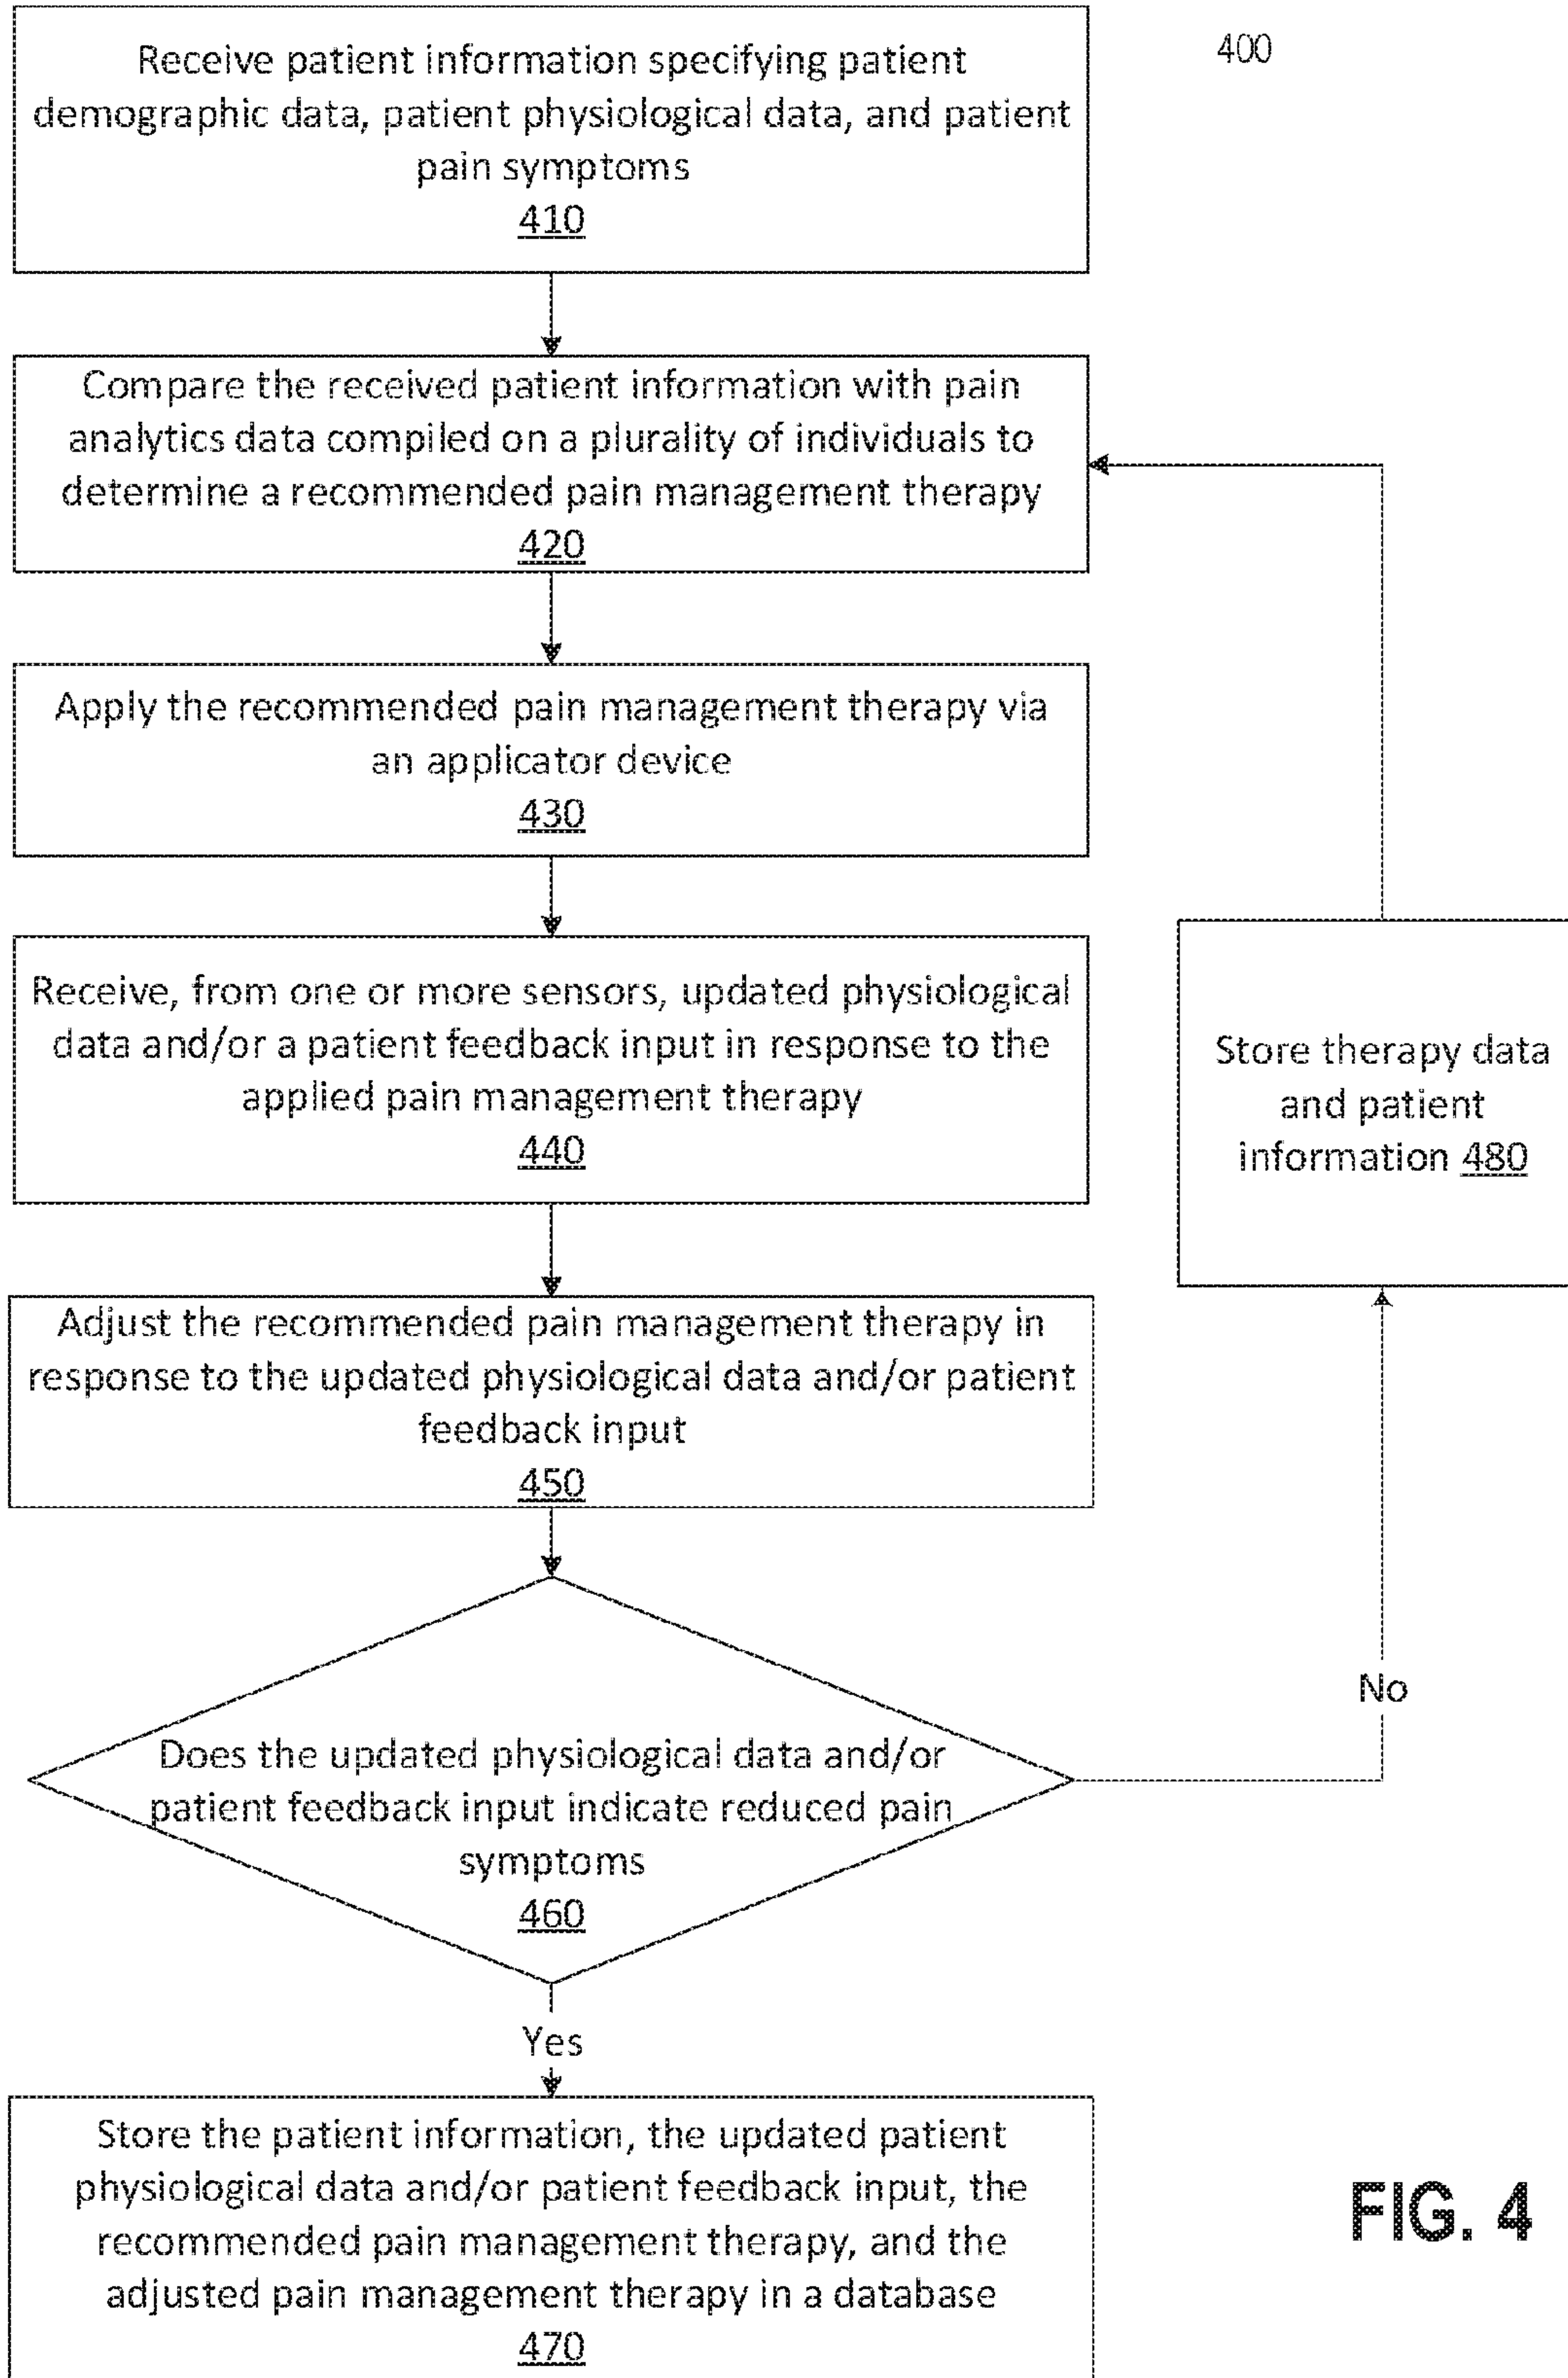 400
Receive patient information specifying patient
demographic data, patient physiological data, and patient
pain symptoms
410
Compare the received patient information with pain
analytics data compiled on a plurality of individuals to
determine a recommended pain management therapy
420
Apply the recommended pain management therapy via
an applicator device
430
Receive, from one or more sensors, updated physiological
data and/or a patient feedback input in response to the
applied pain management therapy
440
Store therapy data
and patient
information 480
Adjust the recommended pain management therapy in
response to the updated physiological data and/or patient
feedback input
450
No
Does the updated physiological data and/or
patient feedback input indicate reduced pain
symptoms
460
Yes
Store the patient information, the updated patient
physiological data and/or patient feedback input, the
recommended pain management therapy, and the
adjusted pain management therapy in a database
470
FIG. 4